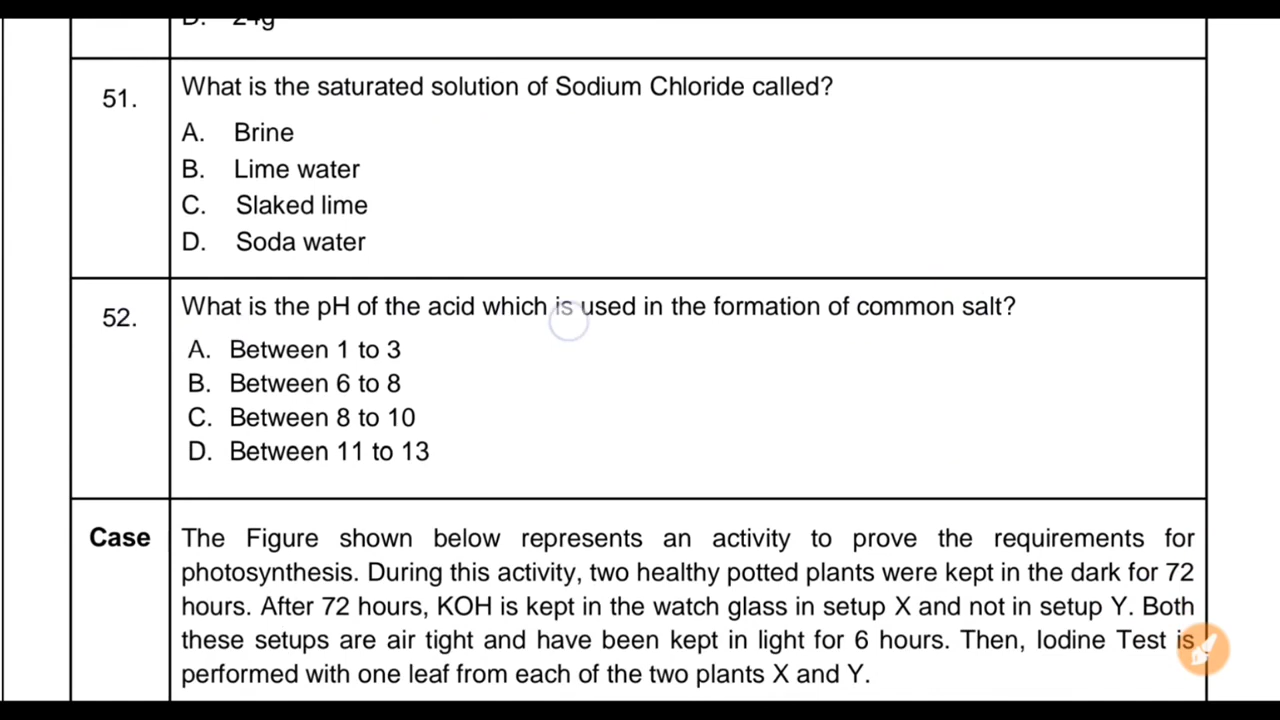 D. 24g
51.
What is the saturated solution of Sodium Chloride called?
A. Brine
B. Lime water
C. Slaked lime
D. Soda water
52.
What is the pH of the acid which is used in the formation of common salt?
A. Between 1 to 3
B. Between 6 to 8
C. Between 8 to 10
D. Between 11 to 13
Case
The Figure shown below represents an activity to prove the requirements for
photosynthesis. During this activity, two healthy potted plants were kept in the dark for 72
hours. After 72 hours, KOH is kept in the watch glass in setup X and not in setup Y. Both
these setups are air tight and have been kept in light for 6 hours. Then, Iodine Test is
performed with one leaf from each of the two plants X and Y.